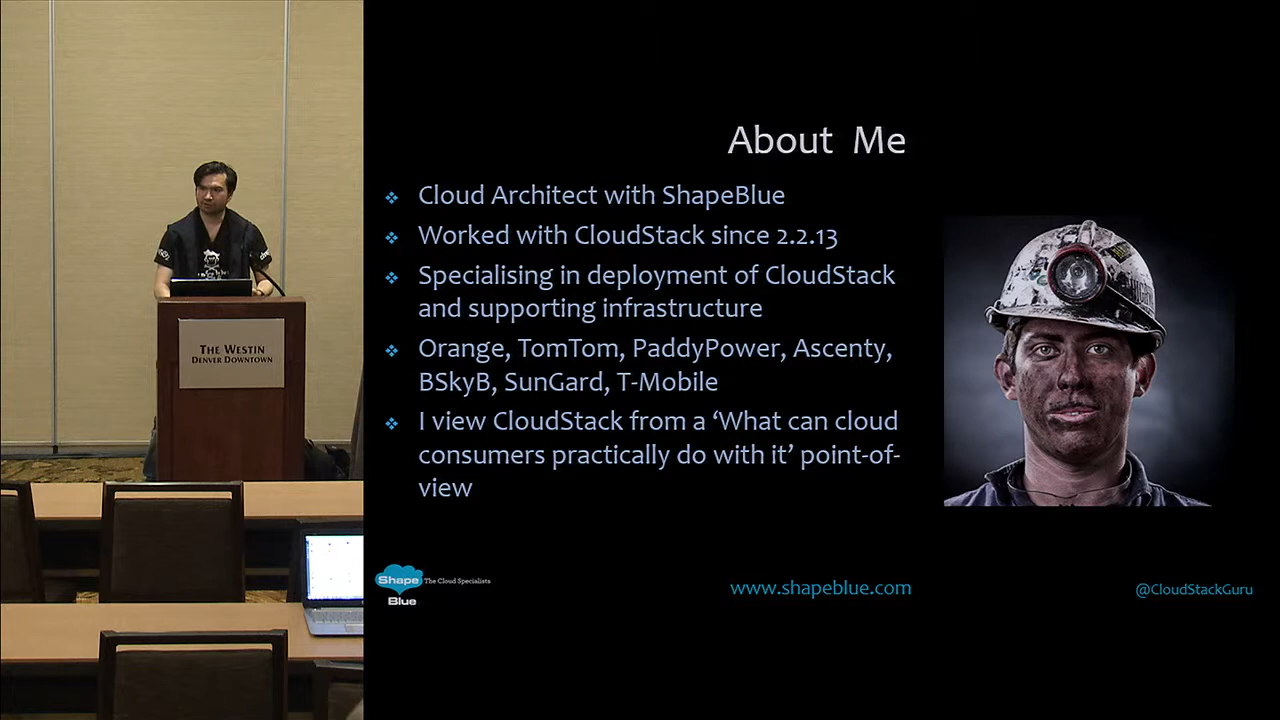 About Me
Cloud Architect with ShapeBlue
Worked with CloudStack since 2.2.13
Specialising in deployment of CloudStack
and supporting infrastructure
Orange, TomTom, PaddyPower, Ascenty,
BSkyB, SunGard, T-Mobile
I view CloudStack from a ‘What can cloud
consumers practically do with it’ point-of-
view
THE WESTIN
DENVER DOWNTOWN
Shape
Blue
The Cloud Specialists
www.shapeblue.com
@CloudStackGuru